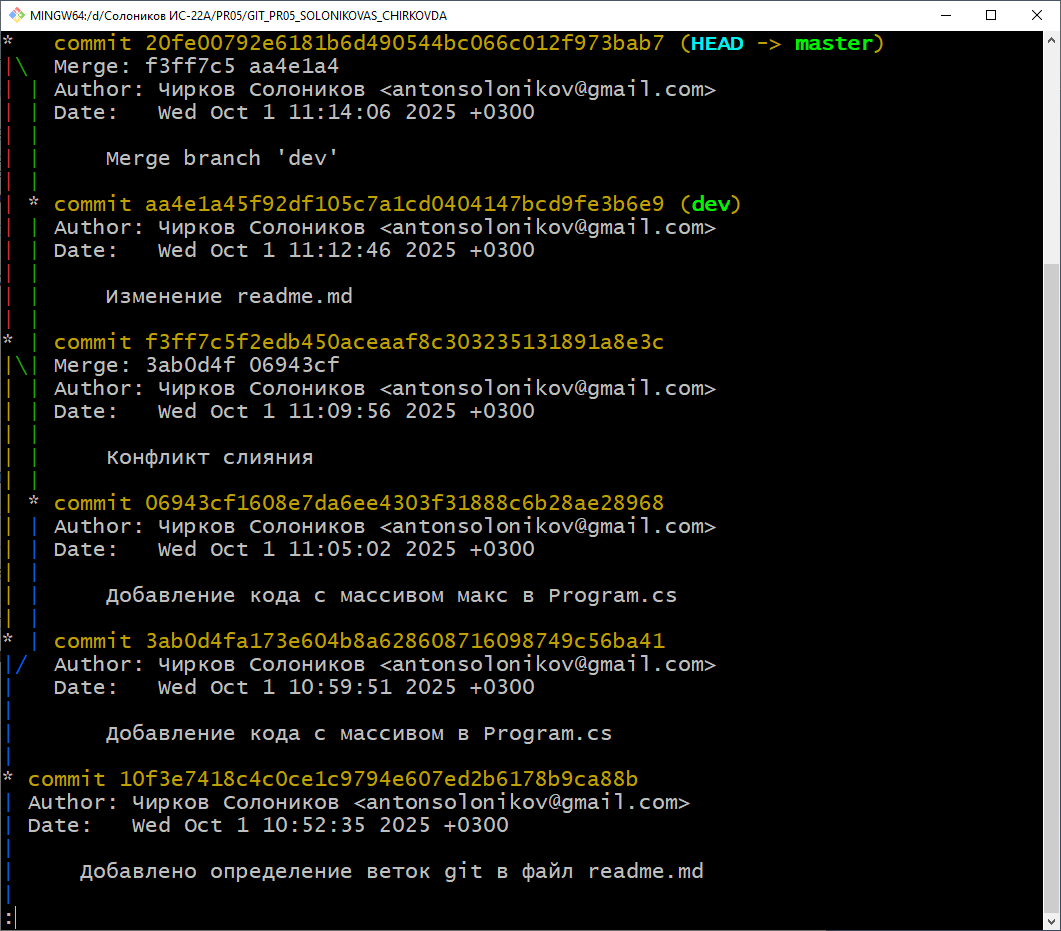 MINGW64:/d/Солоников ИС-22А/PR05/GIT_PR05_SOLONIKOVAS_CHIRKOVDA
*   commit 20fe00792e6181b6d490544bc066c012f973bab7 (HEAD -> master)
|\  Merge: f3ff7c5 aa4e1a4
| | Author: Чирков Солоников <antonsolonikov@gmail.com>
| | Date:   Wed Oct 1 11:14:06 2025 +0300
| |
| |     Merge branch 'dev'
| |
| * commit aa4e1a45f92df105c7a1cd0404147bcd9fe3b6e9 (dev)
| | Author: Чирков Солоников <antonsolonikov@gmail.com>
| | Date:   Wed Oct 1 11:12:46 2025 +0300
| |
| |     Изменение readme.md
| |
* | commit f3ff7c5f2edb450aceaaf8c303235131891a8e3c
|\| Merge: 3ab0d4f 06943cf
| | Author: Чирков Солоников <antonsolonikov@gmail.com>
| | Date:   Wed Oct 1 11:09:56 2025 +0300
| |
| |     Конфликт слияния
| |
| * commit 06943cf1608e7da6ee4303f31888c6b28ae28968
| | Author: Чирков Солоников <antonsolonikov@gmail.com>
| | Date:   Wed Oct 1 11:05:02 2025 +0300
| |
| |     Добавление кода с массивом макс в Program.cs
| |
* | commit 3ab0d4fa173e604b8a628608716098749c56ba41
|/  Author: Чирков Солоников <antonsolonikov@gmail.com>
|   Date:   Wed Oct 1 10:59:51 2025 +0300
|
|       Добавление кода с массивом в Program.cs
|
* commit 10f3e7418c4c0ce1c9794e607ed2b6178b9ca88b
| Author: Чирков Солоников <antonsolonikov@gmail.com>
| Date:   Wed Oct 1 10:52:35 2025 +0300
|
|     Добавлено определение веток git в файл readme.md
|
: